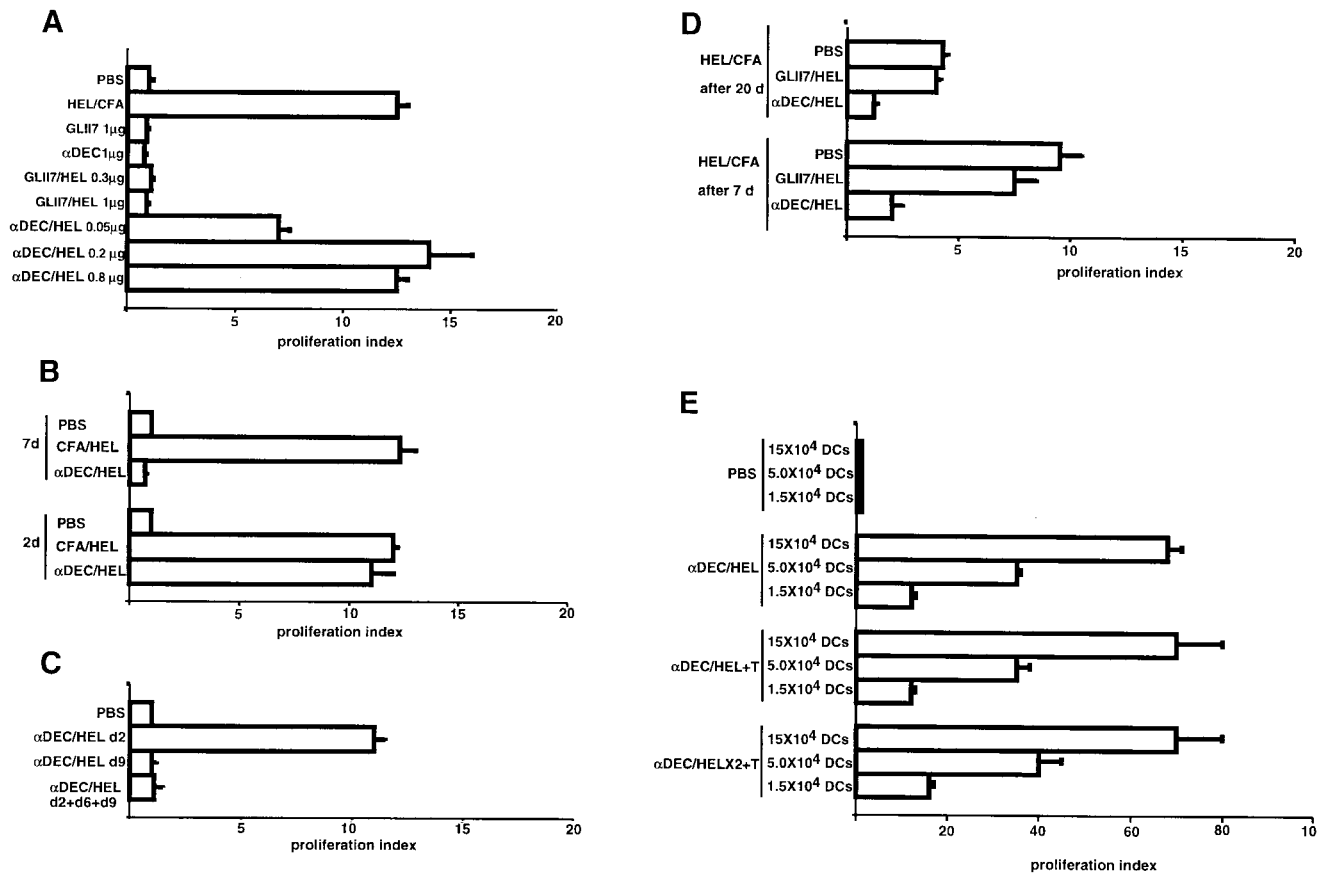 A
PBS
HEL/CFA
GLII7 1µg
αDEC1µg
GLII7/HEL 0.3µg
GLII7/HEL 1µg
αDEC/HEL 0.05µg
αDEC/HEL 0.2 µg
αDEC/HEL 0.8 µg
5 10 15 20
proliferation index
B
7d
PBS
CFA/HEL
αDEC/HEL
2d
PBS
CFA/HEL
αDEC/HEL
5 10 15 20
proliferation index
C
PBS
αDEC/HEL d2
αDEC/HEL d9
αDEC/HEL
d2+d6+d9
5 10 15 20
proliferation index
D
HEL/CFA
after 20 d
PBS
GLII7/HEL
αDEC/HEL
HEL/CFA
after 7 d
PBS
GLII7/HEL
αDEC/HEL
5 10 15 20
proliferation index
E
PBS
15X10⁴ DCs
5.0X10⁴ DCs
1.5X10⁴ DCs
αDEC/HEL
15X10⁴ DCs
5.0X10⁴ DCs
1.5X10⁴ DCs
αDEC/HEL+T
15X10⁴ DCs
5.0X10⁴ DCs
1.5X10⁴ DCs
αDEC/HELX2+T
15X10⁴ DCs
5.0X10⁴ DCs
1.5X10⁴ DCs
20 40 60 80 10
proliferation index